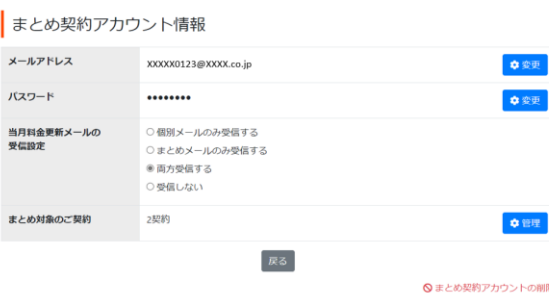 まとめ契約アカウント情報
メールアドレス
XXXXX0123@XXXX.co.jp
変更
パスワード
••••••••
変更
当月料金更新メールの
受信設定
個別メールのみ受信する
まとめメールのみ受信する
両方受信する
受信しない
まとめ対象のご契約
2契約
管理
戻る
まとめ契約アカウントの削除